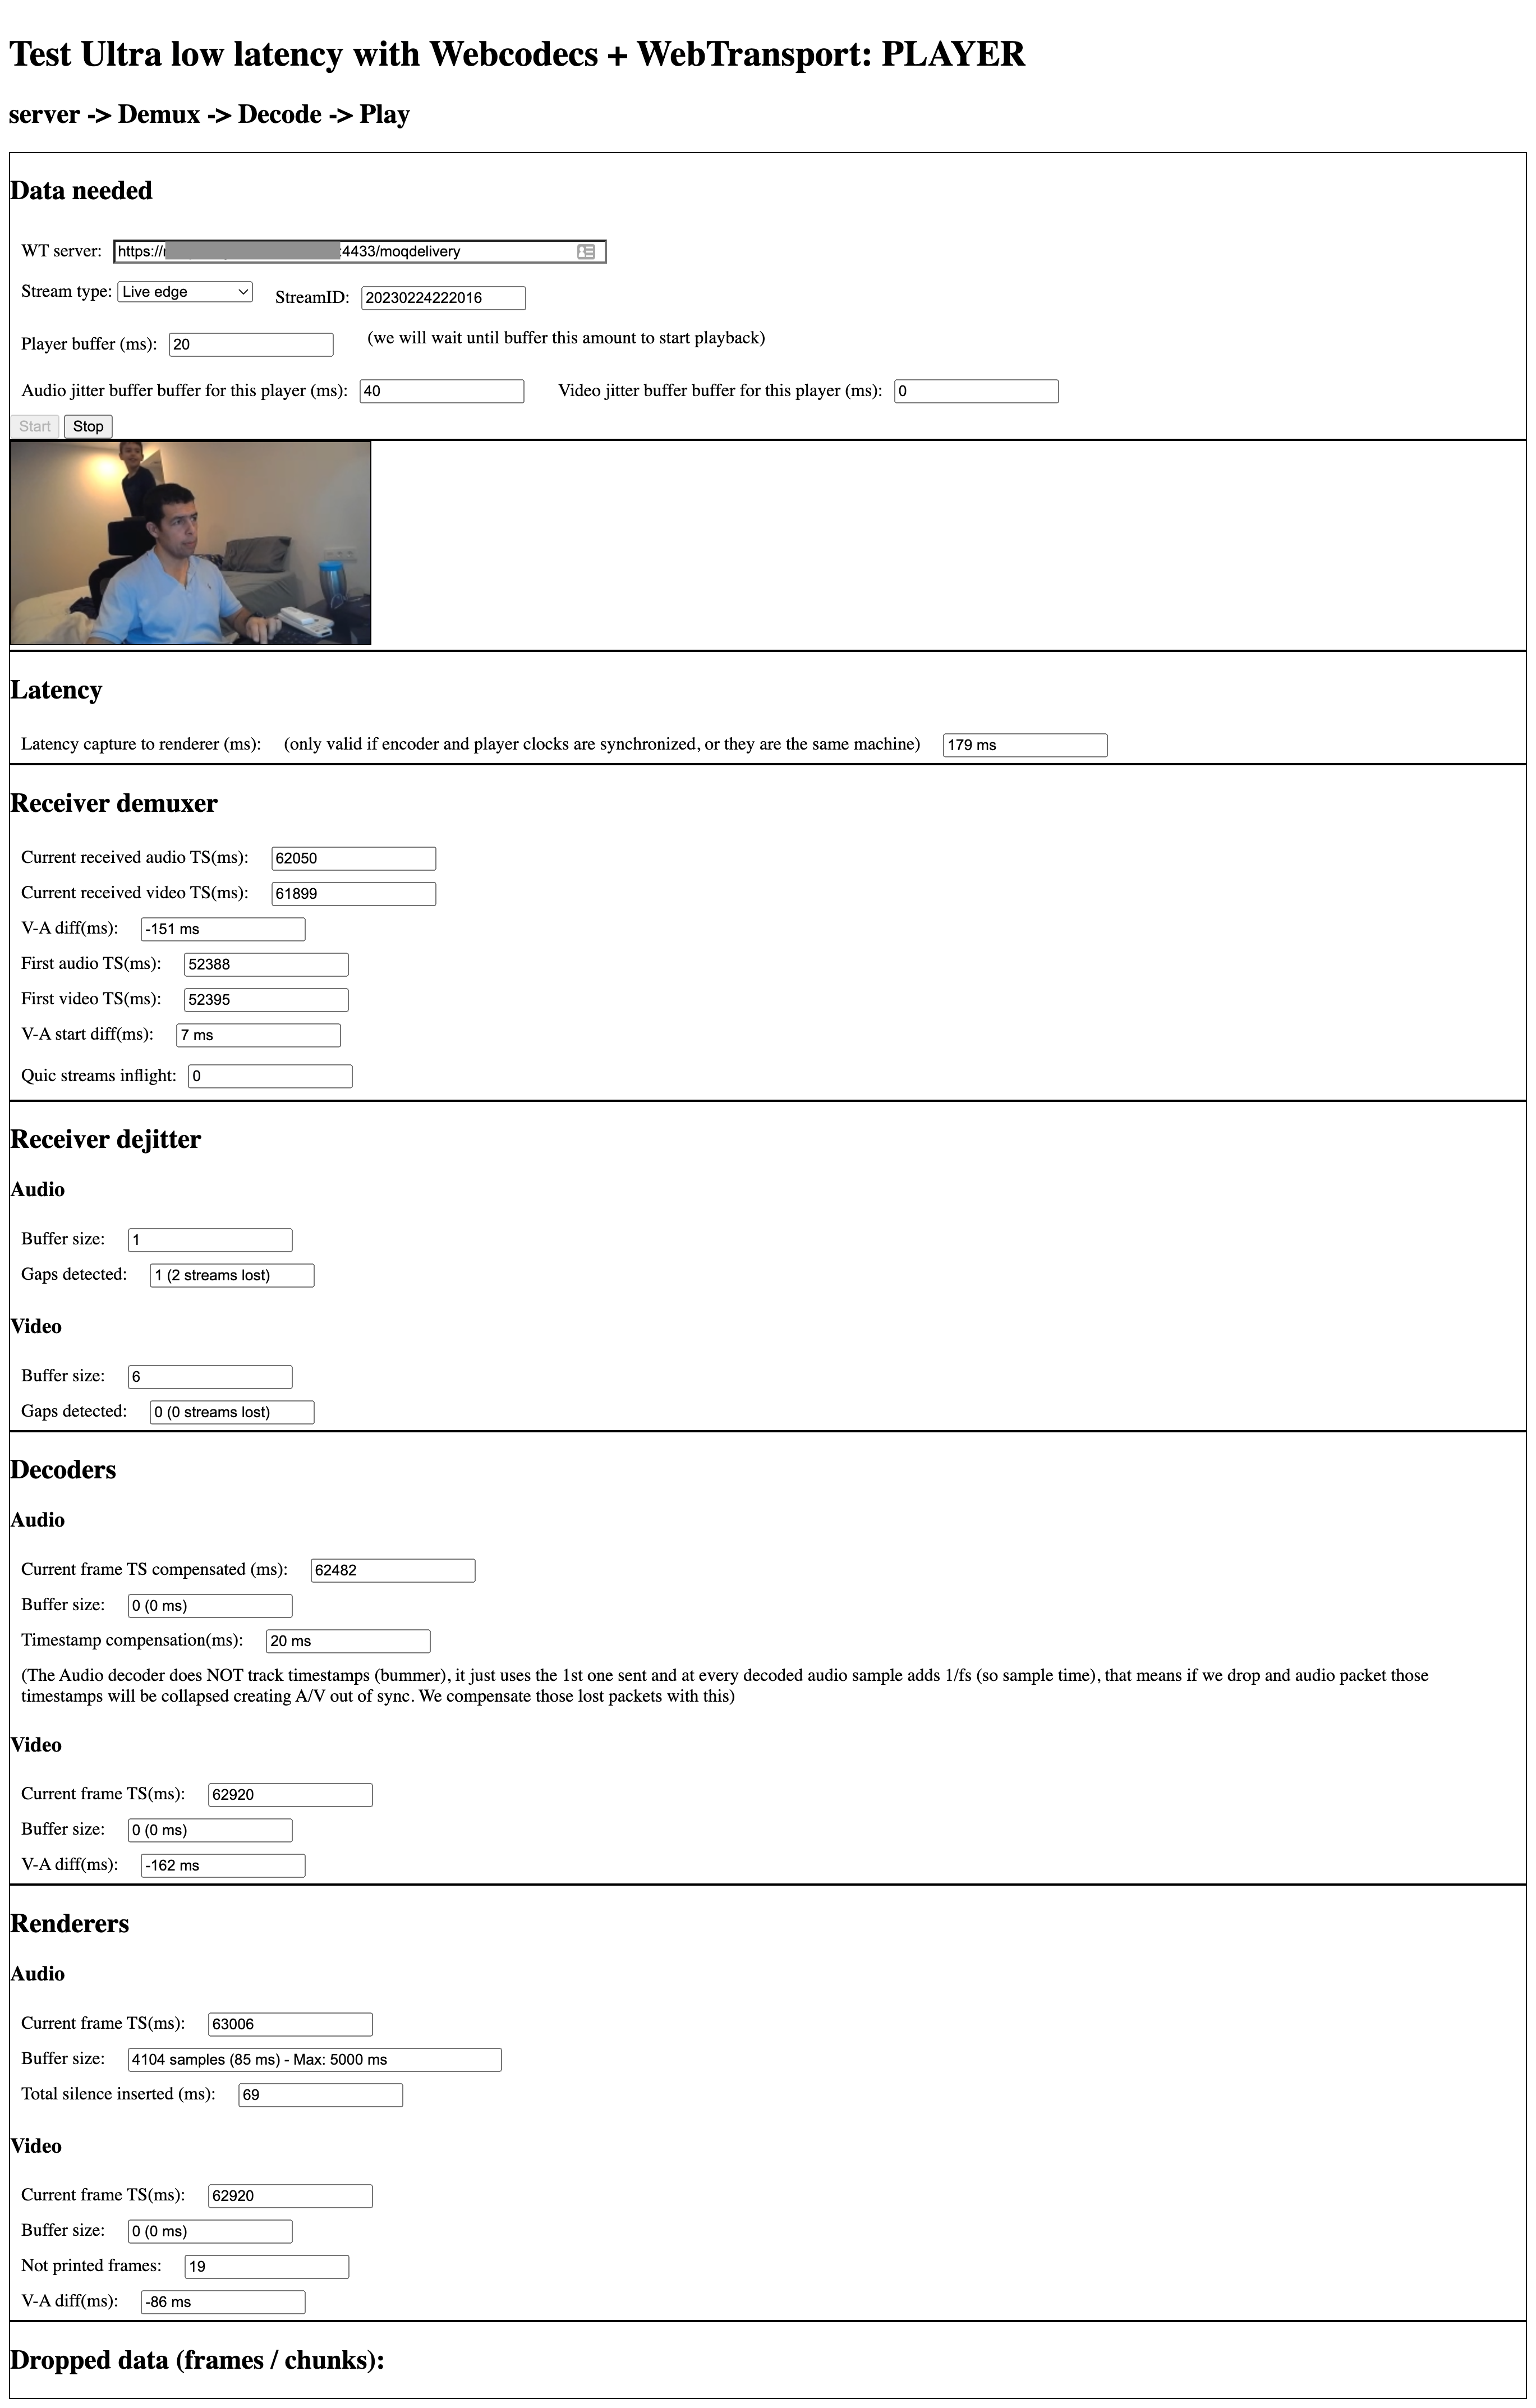 Test Ultra low latency with Webcodecs + WebTransport: PLAYER
server -> Demux -> Decode -> Play
Data needed
WT server: https:// :4433/moqdelivery
Stream type: Live edge StreamID: 20230224222016
Player buffer (ms): 20 (we will wait until buffer this amount to start playback)
Audio jitter buffer buffer for this player (ms): 40 Video jitter buffer buffer for this player (ms): 0
Start Stop
Latency
Latency capture to renderer (ms): (only valid if encoder and player clocks are synchronized, or they are the same machine) 179 ms
Receiver demuxer
Current received audio TS(ms): 62050
Current received video TS(ms): 61899
V-A diff(ms): -151 ms
First audio TS(ms): 52388
First video TS(ms): 52395
V-A start diff(ms): 7 ms
Quic streams inflight: 0
Receiver dejitter
Audio
Buffer size: 1
Gaps detected: 1 (2 streams lost)
Video
Buffer size: 6
Gaps detected: 0 (0 streams lost)
Decoders
Audio
Current frame TS compensated (ms): 62482
Buffer size: 0 (0 ms)
Timestamp compensation(ms): 20 ms
(The Audio decoder does NOT track timestamps (bummer), it just uses the 1st one sent and at every decoded audio sample adds 1/fs (so sample time), that means if we drop and audio packet those
timestamps will be collapsed creating A/V out of sync. We compensate those lost packets with this)
Video
Current frame TS(ms): 62920
Buffer size: 0 (0 ms)
V-A diff(ms): -162 ms
Renderers
Audio
Current frame TS(ms): 63006
Buffer size: 4104 samples (85 ms) - Max: 5000 ms
Total silence inserted (ms): 69
Video
Current frame TS(ms): 62920
Buffer size: 0 (0 ms)
Not printed frames: 19
V-A diff(ms): -86 ms
Dropped data (frames / chunks):